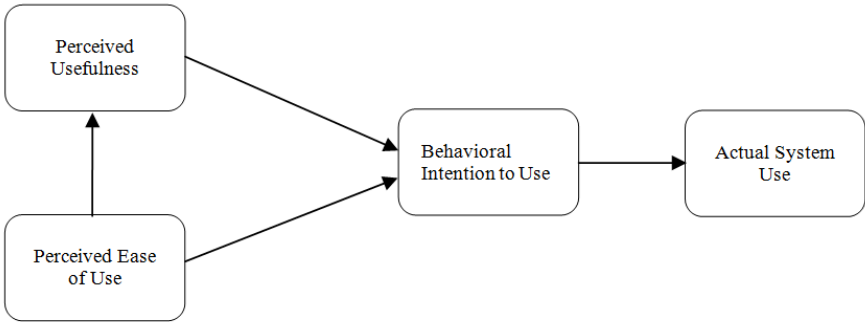 Perceived
Usefulness
Behavioral
Intention to Use
Actual System
Use
Perceived Ease
of Use